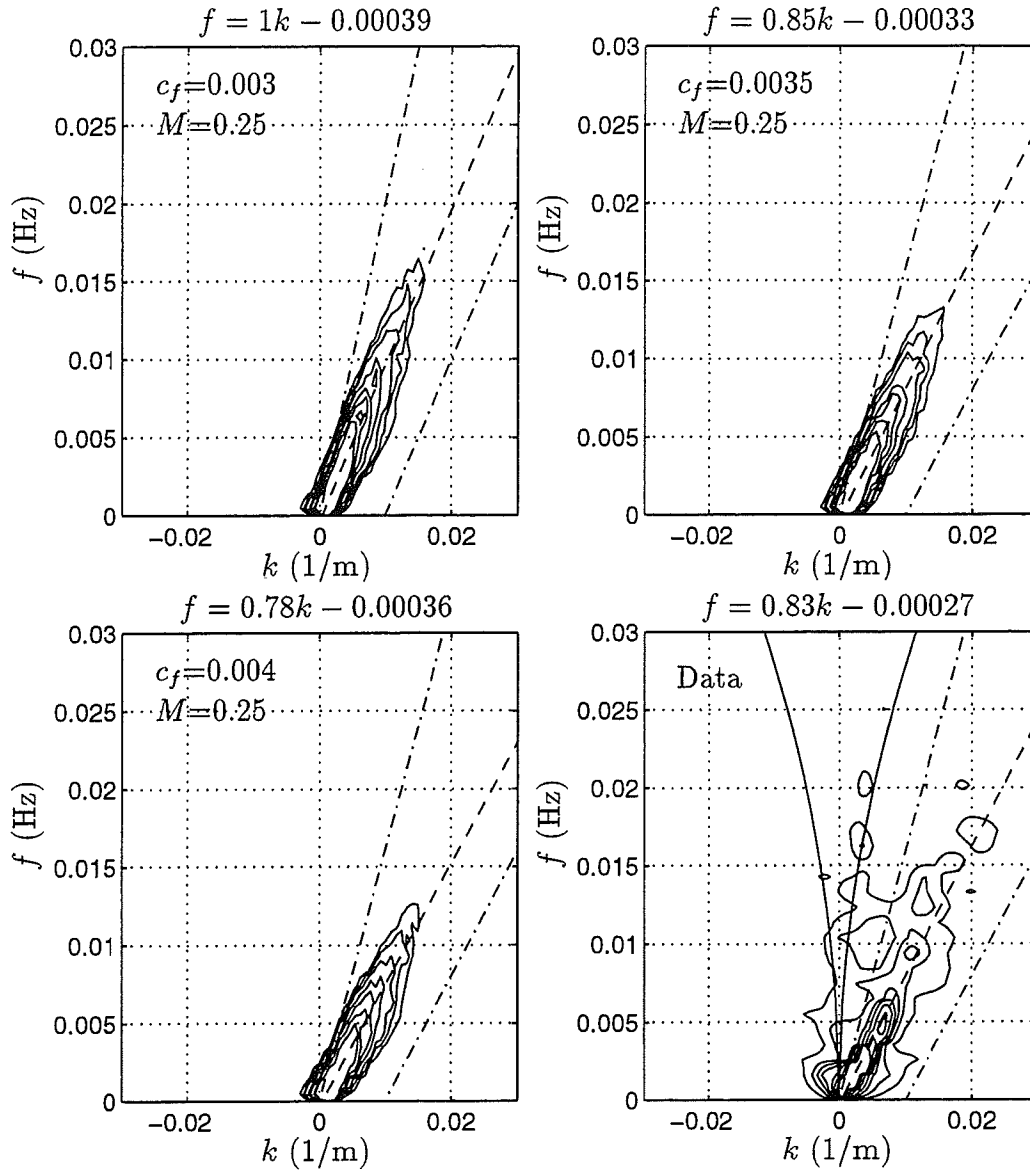 f = 1k − 0.00039
c_f=0.003
M=0.25
0.03
0.025
0.02
0.015
0.01
0.005
0
f (Hz)
−0.02
0
0.02
k (1/m)
f = 0.85k − 0.00033
c_f=0.0035
M=0.25
0.03
0.025
0.02
0.015
0.01
0.005
0
f (Hz)
−0.02
0
0.02
k (1/m)
f = 0.78k − 0.00036
c_f=0.004
M=0.25
0.03
0.025
0.02
0.015
0.01
0.005
0
f (Hz)
−0.02
0
0.02
k (1/m)
f = 0.83k − 0.00027
Data
0.03
0.025
0.02
0.015
0.01
0.005
0
f (Hz)
−0.02
0
0.02
k (1/m)